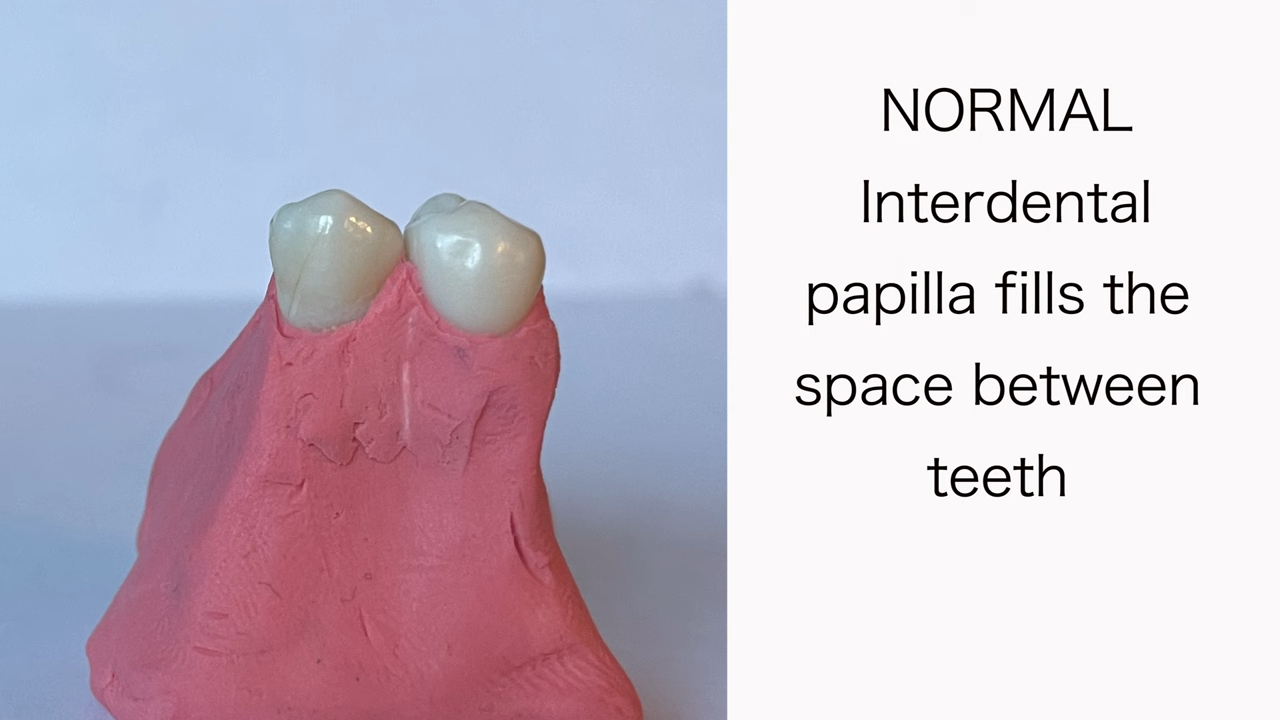 NORMAL
Interdental
papilla fills the
space between
teeth